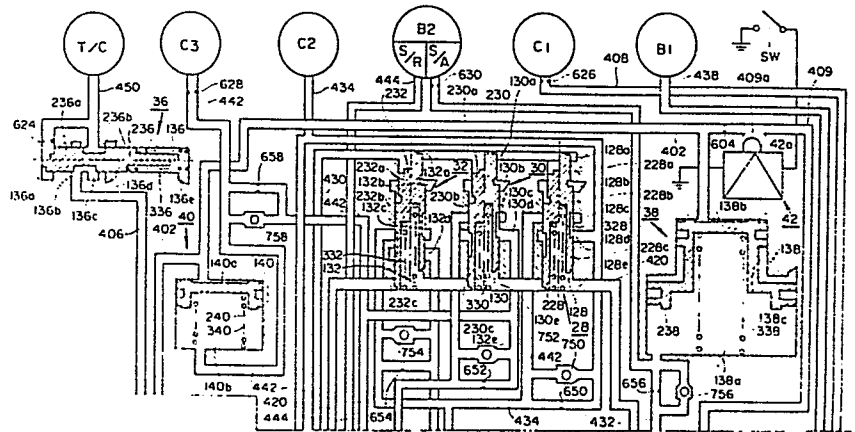 T/C
C3
C2
B2
S/R S/A
C1
B1
SW
450
628
442
434
444
232
630
230a
230
130a
626
408
438
409a
409
236a
36
236b
236
136
624
658
232a
132a
32
130b
30
128a
228a
402
604
42a
136a
136b
136c
136d
336
402
136e
40
430
442
132b
232b
132c
230b
130c
130d
128b
228b
128c
328
128d
128e
38
228c
420
138b
42
138
406
758
140c
140
332
132
132d
232c
330
130
228
128
28
130e
752
750
238
138c
338
240
340
754
230c
132e
442
140b
442
420
444
652
654
650
434
432
656
138a
756